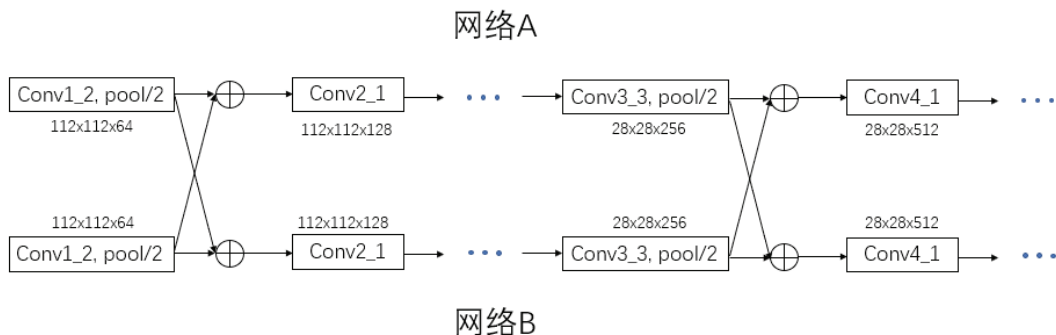 网络A
Conv1_2, pool/2
Conv2_1
Conv3_3, pool/2
Conv4_1
112x112x64
112x112x128
28x28x256
28x28x512
112x112x64
112x112x128
28x28x256
28x28x512
Conv1_2, pool/2
Conv2_1
Conv3_3, pool/2
Conv4_1
网络B